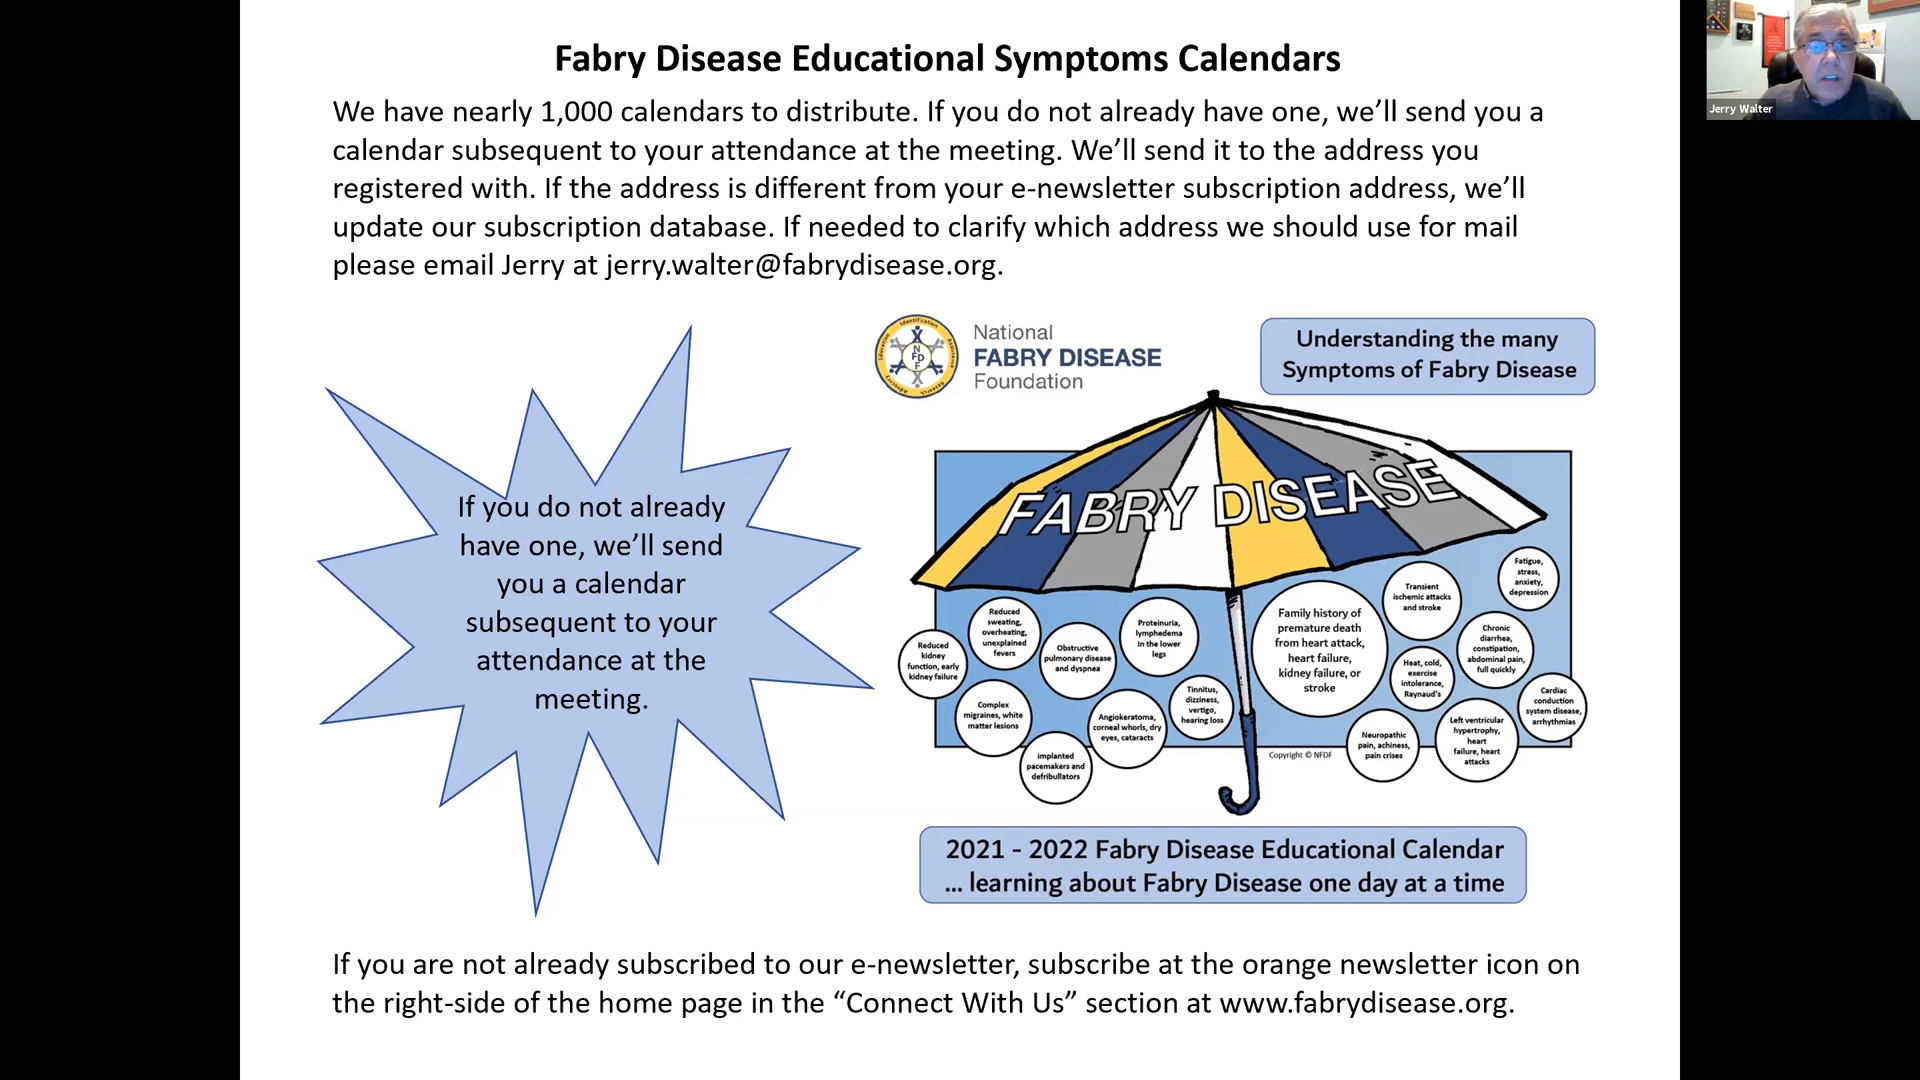 Fabry Disease Educational Symptoms Calendars
We have nearly 1,000 calendars to distribute. If you do not already have one, we’ll send you a
calendar subsequent to your attendance at the meeting. We’ll send it to the address you
registered with. If the address is different from your e-newsletter subscription address, we’ll
update our subscription database. If needed to clarify which address we should use for mail
please email Jerry at jerry.walter@fabrydisease.org.
Jerry Walter
If you do not already
have one, we’ll send
you a calendar
subsequent to your
attendance at the
meeting.
Identification
Assistance
Research
Advocacy
Education
NFDF
National
FABRY DISEASE
Foundation
Understanding the many
Symptoms of Fabry Disease
FABRY DISEASE
Reduced
kidney
function, early
kidney failure
Reduced
sweating,
overheating,
unexplained
fevers
Obstructive
pulmonary disease
and dyspnea
Proteinuria,
lymphedema
in the lower
legs
Complex
migraines, white
matter lesions
Angiokeratoma,
corneal whorls, dry
eyes, cataracts
Tinnitus,
dizziness,
vertigo,
hearing loss
implanted
pacemakers and
defribullators
Family history of
premature death
from heart attack,
heart failure,
kidney failure, or
stroke
Transient
ischemic attacks
and stroke
Fatigue,
stress,
anxiety,
depression
Heat, cold,
exercise
intolerance,
Raynaud’s
Chronic
diarrhea,
constipation,
abdominal pain,
full quickly
Cardiac
conduction
system disease,
arrhythmias
Neuropathic
pain, achiness,
pain crises
Left ventricular
hypertrophy,
heart
failure, heart
attacks
Copyright © NFDF
2021 - 2022 Fabry Disease Educational Calendar
... learning about Fabry Disease one day at a time
If you are not already subscribed to our e-newsletter, subscribe at the orange newsletter icon on
the right-side of the home page in the “Connect With Us” section at www.fabrydisease.org.